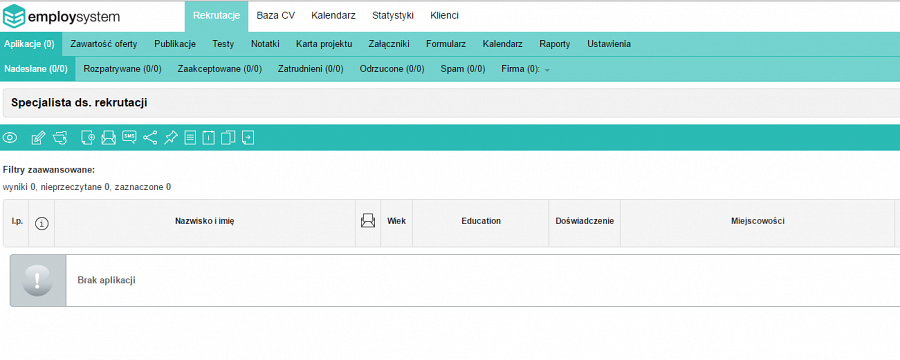 employsystem Rekrutacje Baza CV Kalendarz Statystyki Klienci
Aplikacje (0) Zawartość oferty Publikacje Testy Notatki Karta projektu Załączniki Formularz Kalendarz Raporty Ustawienia
Nadesłane (0/0) Rozpatrywane (0/0) Zaakceptowane (0/0) Zatrudnieni (0/0) Odrzucone (0/0) Spam (0/0) Firma (0):
Specjalista ds. rekrutacji
SMS
Filtry zaawansowane:
wyniki 0, nieprzeczytane 0, zaznaczone 0
l.p. Nazwisko i imię Wiek Education Doświadczenie Miejscowości
Brak aplikacji